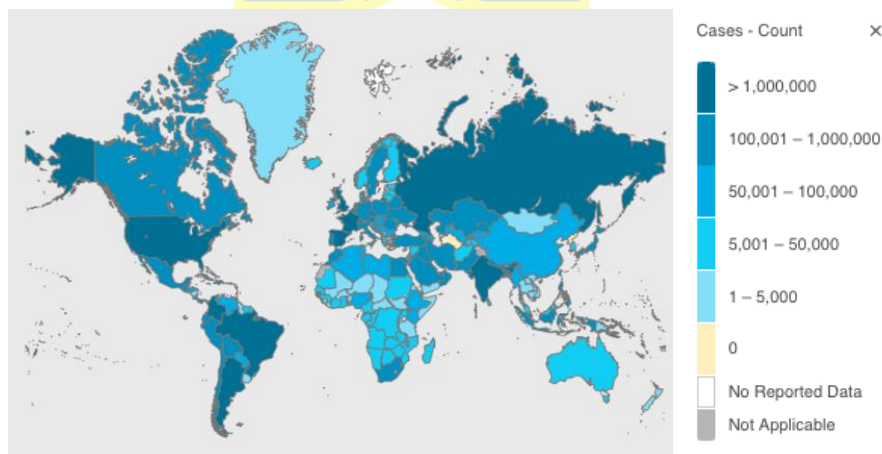 Cases - Count ×
> 1,000,000
100,001 – 1,000,000
50,001 – 100,000
5,001 – 50,000
1 – 5,000
0
No Reported Data
Not Applicable